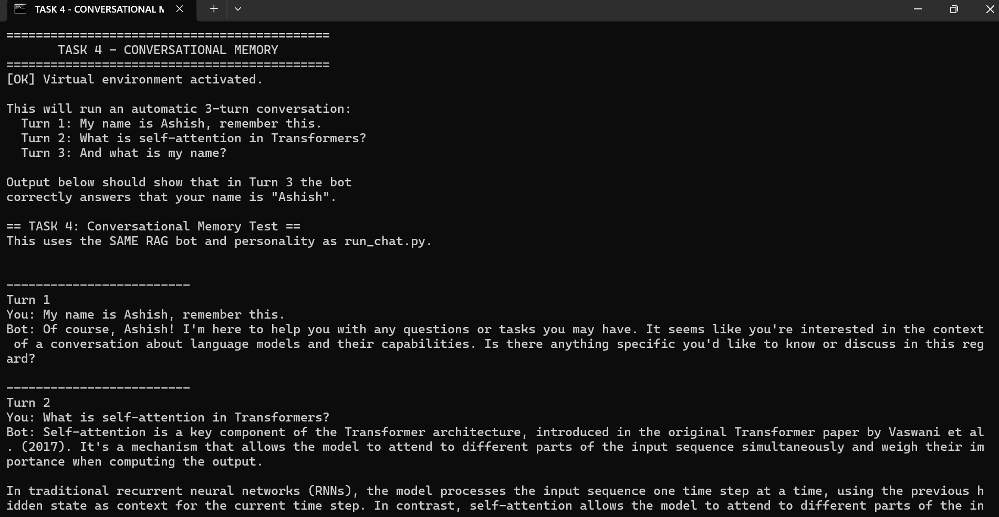 TASK 4 - CONVERSATIONAL M
============================================
TASK 4 - CONVERSATIONAL MEMORY
============================================
[OK] Virtual environment activated.
This will run an automatic 3-turn conversation:
Turn 1: My name is Ashish, remember this.
Turn 2: What is self-attention in Transformers?
Turn 3: And what is my name?
Output below should show that in Turn 3 the bot
correctly answers that your name is "Ashish".
== TASK 4: Conversational Memory Test ==
This uses the SAME RAG bot and personality as run_chat.py.
-------------------------
Turn 1
You: My name is Ashish, remember this.
Bot: Of course, Ashish! I'm here to help you with any questions or tasks you may have. It seems like you're interested in the context
of a conversation about language models and their capabilities. Is there anything specific you'd like to know or discuss in this reg
ard?
-------------------------
Turn 2
You: What is self-attention in Transformers?
Bot: Self-attention is a key component of the Transformer architecture, introduced in the original Transformer paper by Vaswani et al
. (2017). It's a mechanism that allows the model to attend to different parts of the input sequence simultaneously and weigh their im
portance when computing the output.
In traditional recurrent neural networks (RNNs), the model processes the input sequence one time step at a time, using the previous h
idden state as context for the current time step. In contrast, self-attention allows the model to attend to different parts of the in